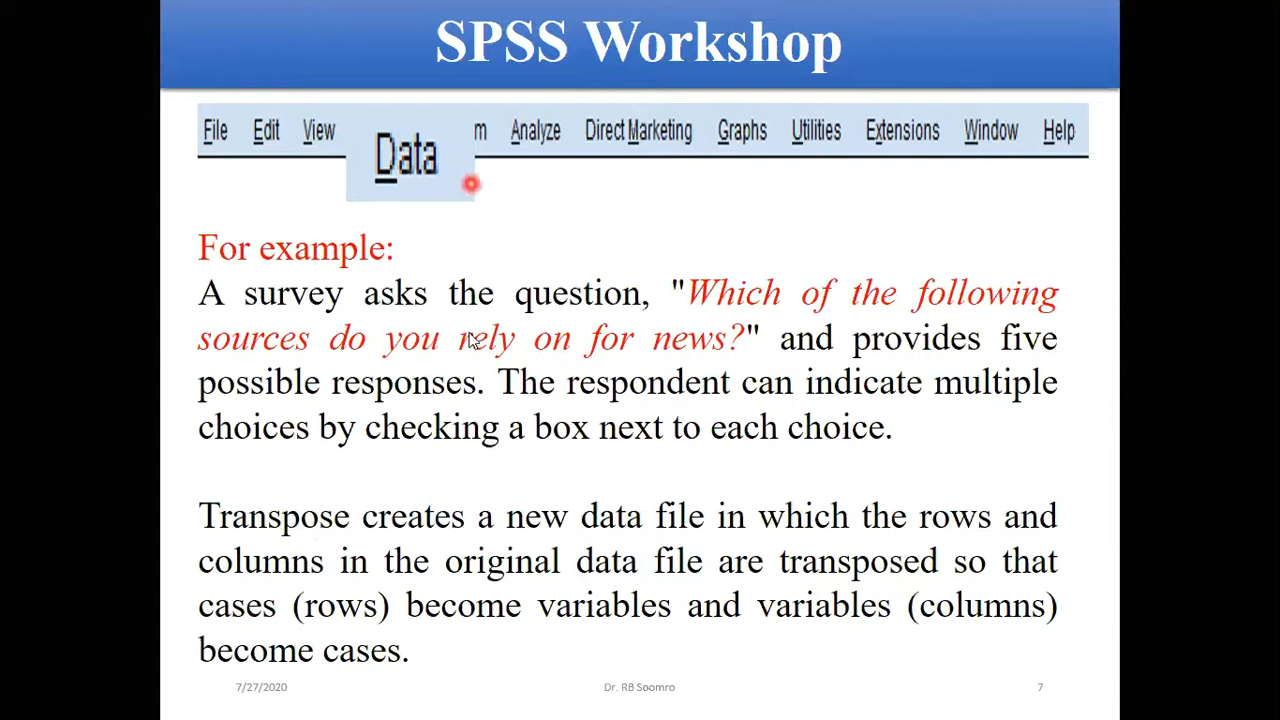 SPSS Workshop
File Edit View Data m Analyze Direct Marketing Graphs Utilities Extensions Window Help
For example:
A survey asks the question, "Which of the following
sources do you rely on for news?" and provides five
possible responses. The respondent can indicate multiple
choices by checking a box next to each choice.
Transpose creates a new data file in which the rows and
columns in the original data file are transposed so that
cases (rows) become variables and variables (columns)
become cases.
7/27/2020 Dr. RB Soomro 7